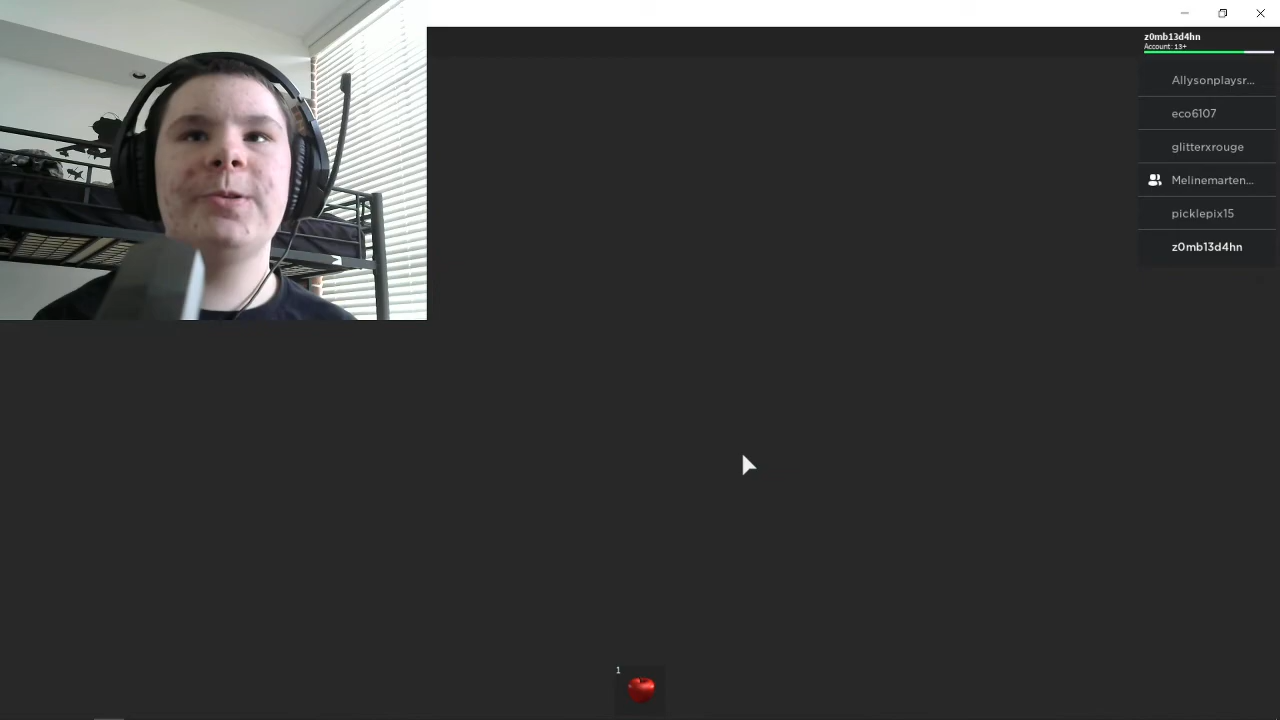 z0mb13d4hn
Account: 13+
Allysonplaysr...
eco6107
glitterxrouge
Melinemarten...
picklepix15
z0mb13d4hn
1